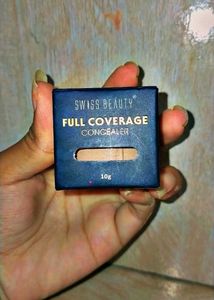 SWISS BEAUTY
FULL COVERAGE
CONCEALER
10g